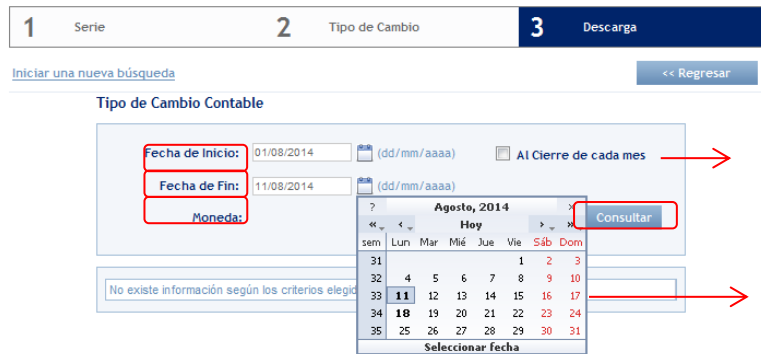 1 Serie 2 Tipo de Cambio 3 Descarga
Iniciar una nueva búsqueda << Regresar
Tipo de Cambio Contable
Fecha de Inicio: 01/08/2014 (dd/mm/aaaa) Al Cierre de cada mes
Fecha de Fin: 11/08/2014 (dd/mm/aaaa)
? Agosto, 2014 ×
Moneda: « ‹ Hoy › » Consultar
sem Lun Mar Mié Jue Vie Sáb Dom
31 1 2 3
32 4 5 6 7 8 9 10
No existe información según los criterios elegid
33 11 12 13 14 15 16 17
34 18 19 20 21 22 23 24
35 25 26 27 28 29 30 31
Seleccionar fecha